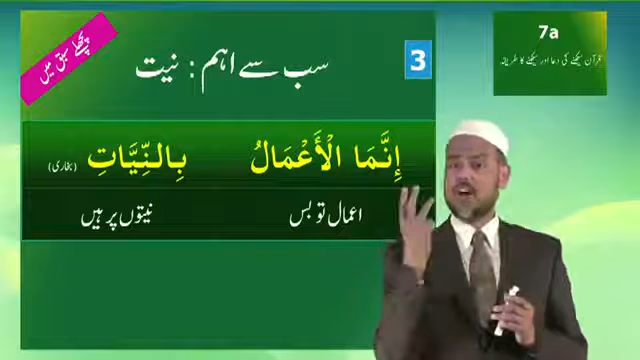 پچھلے سبق میں
سب سے اہم : نیت
3
7a
قرآن سیکھنے کی دعا اور سیکھنے کا طریقہ
إِنَّمَا الْأَعْمَالُ بِالنِّيَّاتِ (بخاری)
اعمال تو بس نیتوں پر ہیں